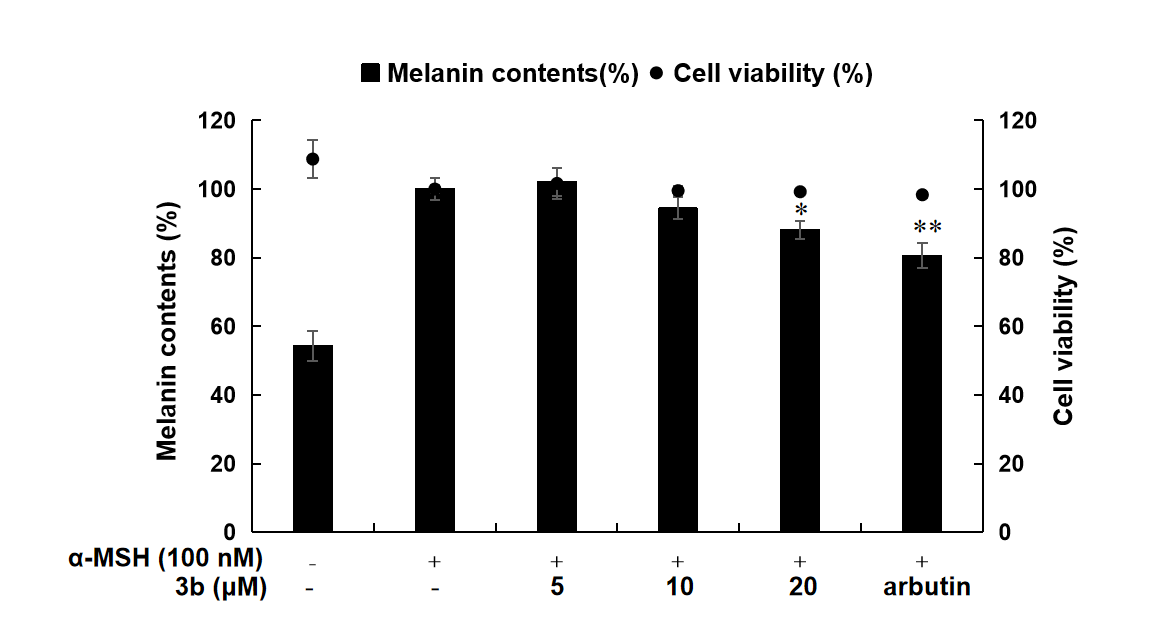 Melanin contents(%) Cell viability (%)
120 120
100 100
80 80
60 60
40 40
20 20
0 0
Melanin contents (%)
Cell viability (%)
*
**
α-MSH (100 nM) - + + + + +
3b (μM) - - 5 10 20 arbutin